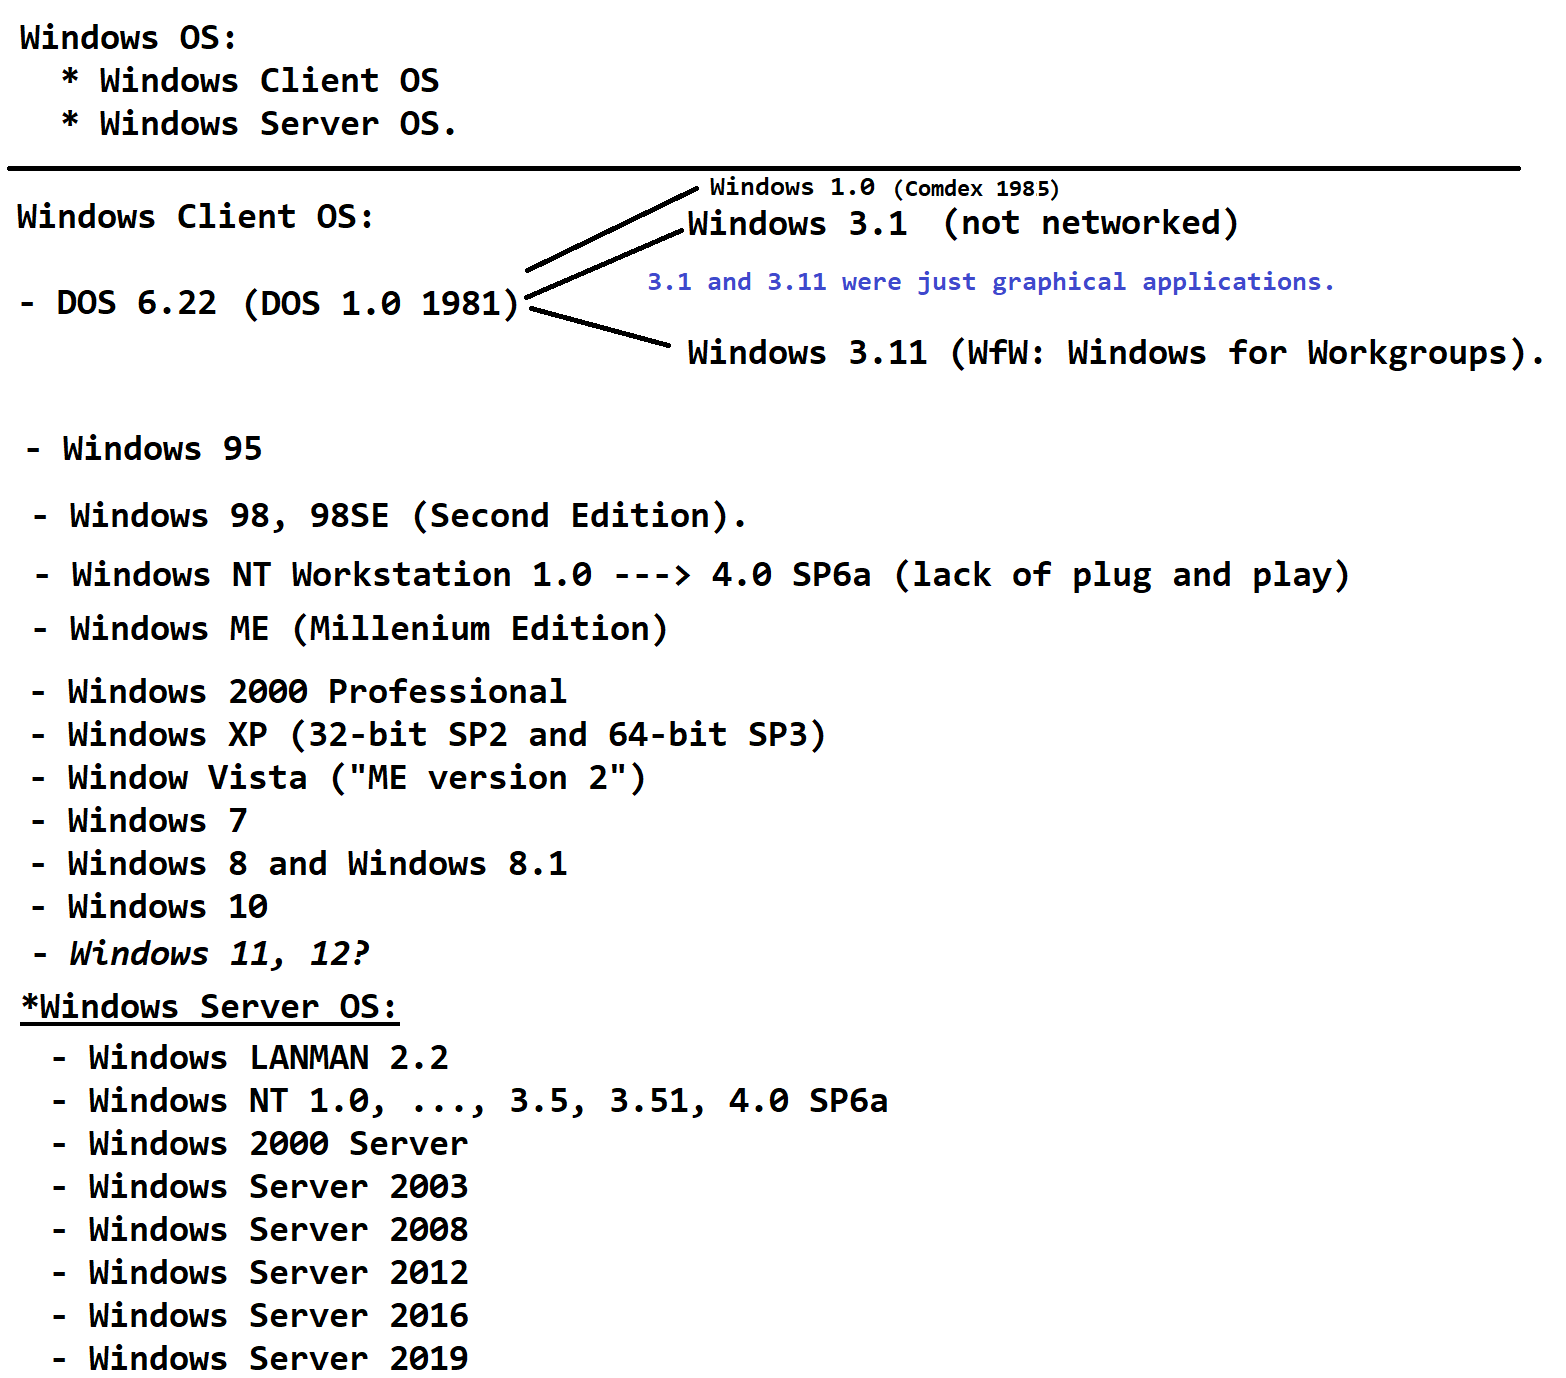 Windows OS:
* Windows Client OS
* Windows Server OS.
Windows 1.0 (Comdex 1985)
Windows Client OS:
Windows 3.1 (not networked)
3.1 and 3.11 were just graphical applications.
- DOS 6.22 (DOS 1.0 1981)
Windows 3.11 (WfW: Windows for Workgroups).
- Windows 95
- Windows 98, 98SE (Second Edition).
- Windows NT Workstation 1.0 ---> 4.0 SP6a (lack of plug and play)
- Windows ME (Millenium Edition)
- Windows 2000 Professional
- Windows XP (32-bit SP2 and 64-bit SP3)
- Window Vista ("ME version 2")
- Windows 7
- Windows 8 and Windows 8.1
- Windows 10
- Windows 11, 12?
*Windows Server OS:
- Windows LANMAN 2.2
- Windows NT 1.0, ..., 3.5, 3.51, 4.0 SP6a
- Windows 2000 Server
- Windows Server 2003
- Windows Server 2008
- Windows Server 2012
- Windows Server 2016
- Windows Server 2019